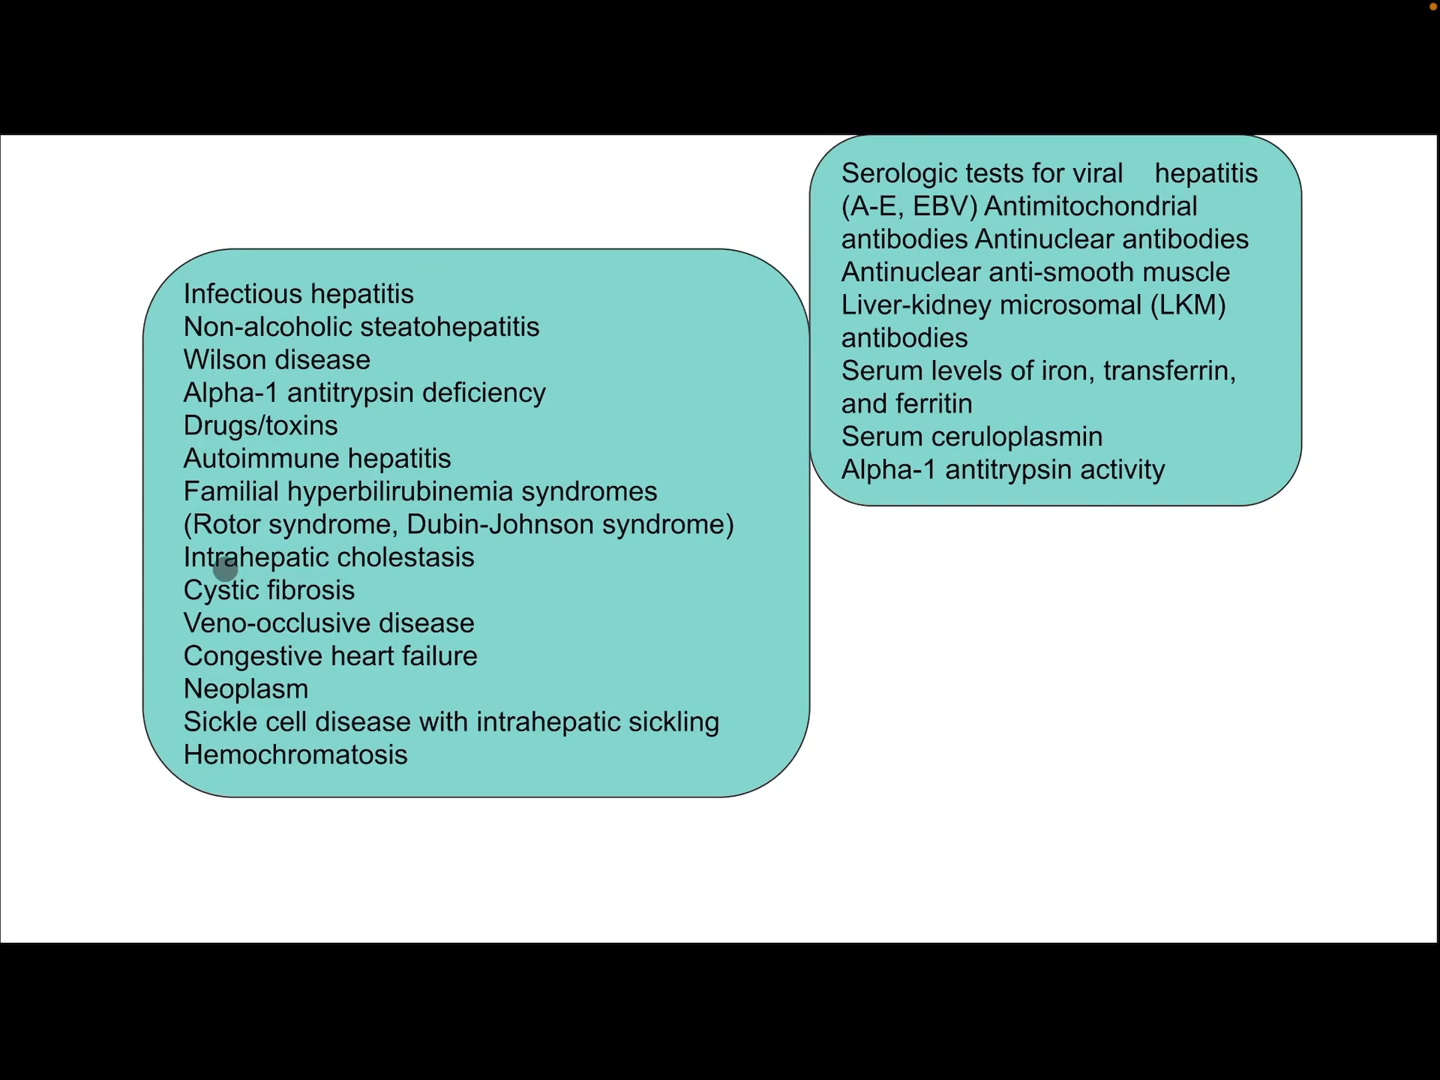 Infectious hepatitis
Non-alcoholic steatohepatitis
Wilson disease
Alpha-1 antitrypsin deficiency
Drugs/toxins
Autoimmune hepatitis
Familial hyperbilirubinemia syndromes
(Rotor syndrome, Dubin-Johnson syndrome)
Intrahepatic cholestasis
Cystic fibrosis
Veno-occlusive disease
Congestive heart failure
Neoplasm
Sickle cell disease with intrahepatic sickling
Hemochromatosis
Serologic tests for viral hepatitis
(A-E, EBV) Antimitochondrial
antibodies Antinuclear antibodies
Antinuclear anti-smooth muscle
Liver-kidney microsomal (LKM)
antibodies
Serum levels of iron, transferrin,
and ferritin
Serum ceruloplasmin
Alpha-1 antitrypsin activity